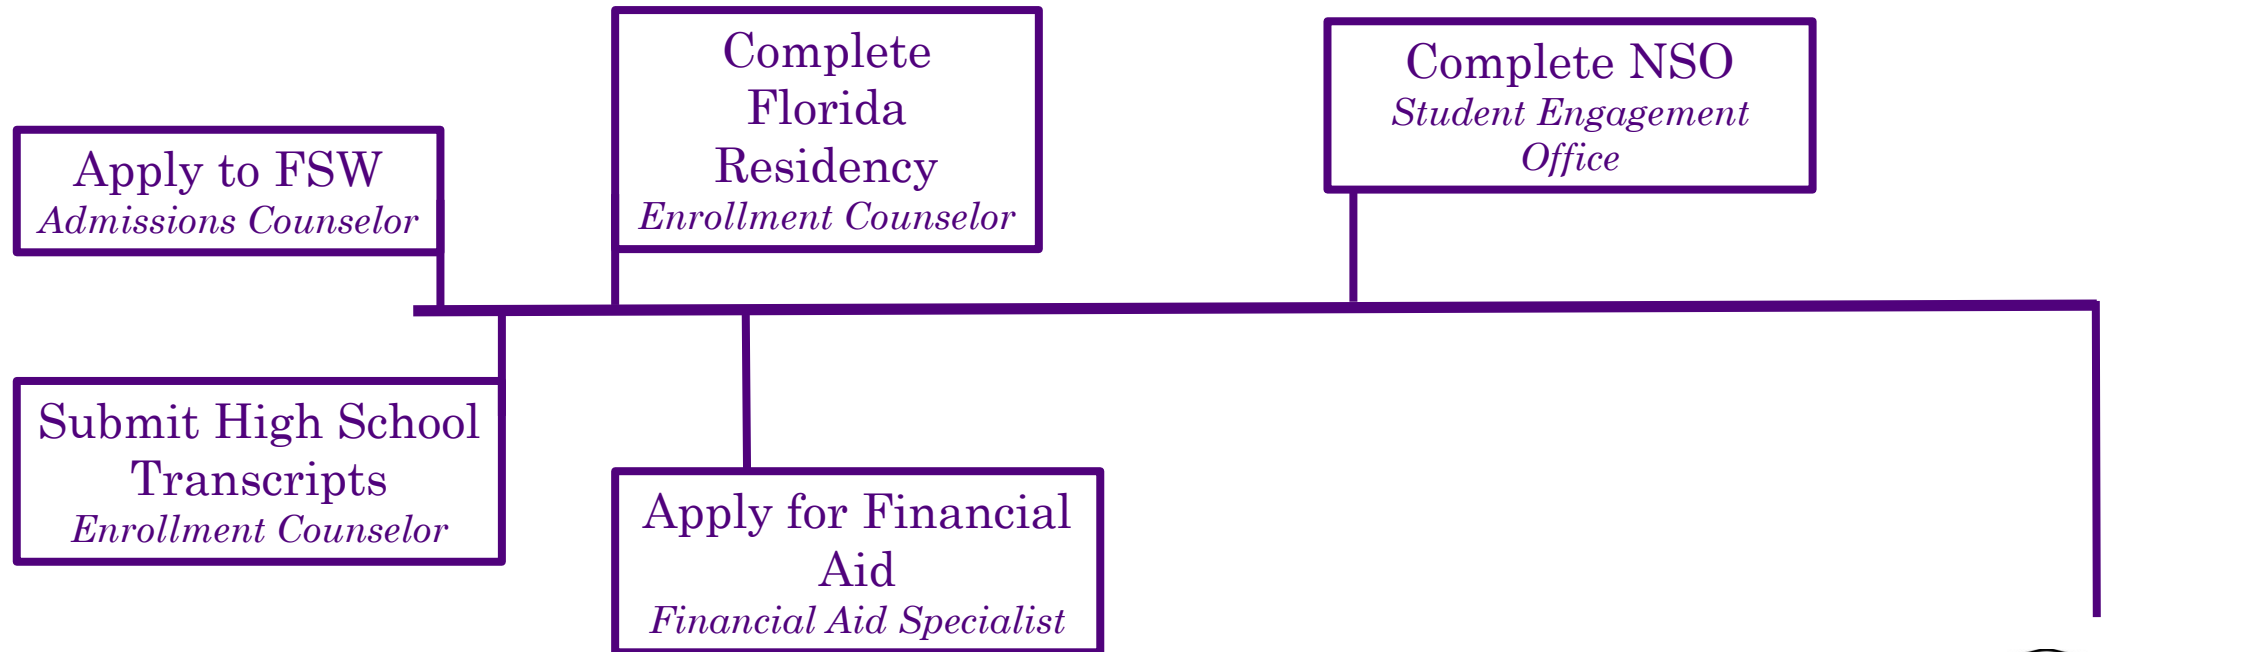 Apply to FSW
Admissions Counselor
Submit High School
Transcripts
Enrollment Counselor
Complete
Florida
Residency
Enrollment Counselor
Apply for Financial
Aid
Financial Aid Specialist
Complete NSO
Student Engagement
Office